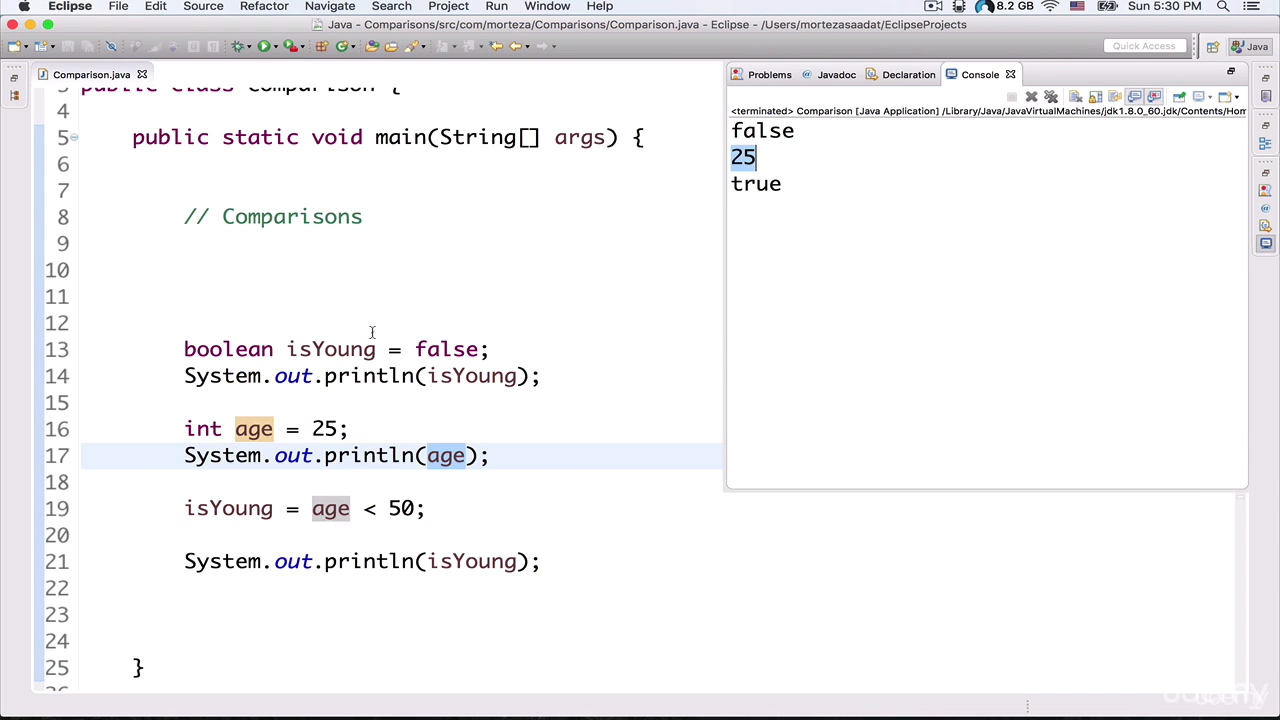 Eclipse File Edit Source Refactor Navigate Search Project Run Window Help 8.2 GB Sun 5:30 PM
Java - Comparisons/src/com/morteza/Comparisons/Comparison.java - Eclipse - /Users/mortezasaadat/EclipseProjects
Quick Access Java
Comparison.java
Problems Javadoc Declaration Console
<terminated> Comparison [Java Application] /Library/Java/JavaVirtualMachines/jdk1.8.0_60.jdk/Contents/Hom
false
25
true
3 public class Comparison {
4
5 public static void main(String[] args) {
6
7
8 // Comparisons
9
10
11
12
13 boolean isYoung = false;
14 System.out.println(isYoung);
15
16 int age = 25;
17 System.out.println(age);
18
19 isYoung = age < 50;
20
21 System.out.println(isYoung);
22
23
24
25 }
26